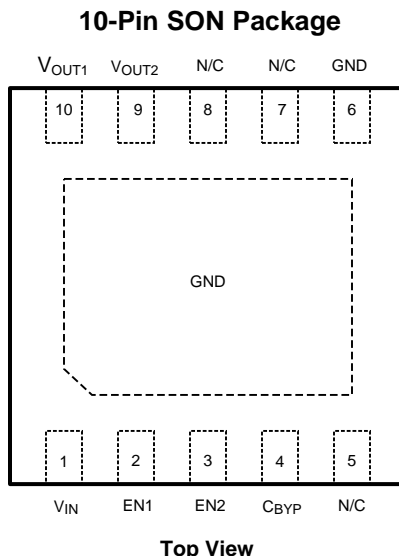 10-Pin SON Package
VOUT1 VOUT2 N/C N/C GND
10 9 8 7 6
GND
1 2 3 4 5
VIN EN1 EN2 CBYP N/C
Top View